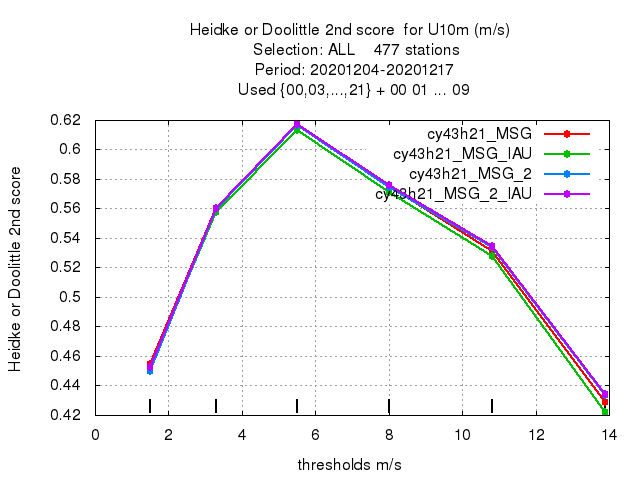 Heidke or Doolittle 2nd score  for U10m (m/s)
Selection: ALL    477 stations
Period: 20201204-20201217
Used {00,03,...,21} + 00 01 ... 09
cy43h21_MSG
cy43h21_MSG_IAU
cy43h21_MSG_2
cy43h21_MSG_2_IAU
Heidke or Doolittle 2nd score
0.62
0.6
0.58
0.56
0.54
0.52
0.5
0.48
0.46
0.44
0.42
0 2 4 6 8 10 12 14
thresholds m/s